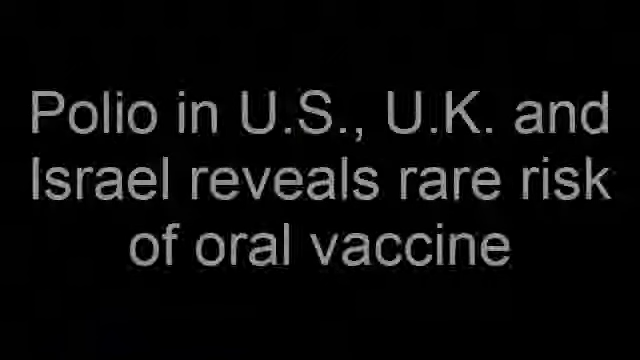 Polio in U.S., U.K. and
Israel reveals rare risk
of oral vaccine